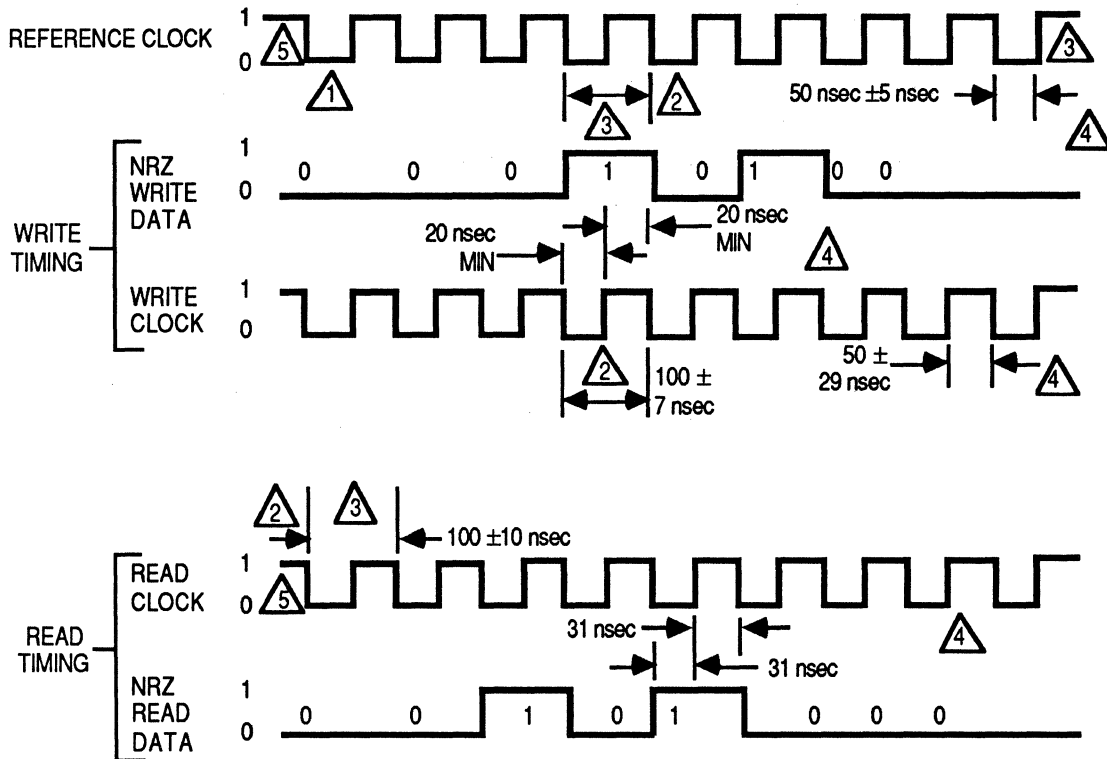 REFERENCE CLOCK
1
0
5
1
3
2
50 nsec ±5 nsec
3
4
WRITE TIMING
NRZ WRITE DATA
1
0
0 0 0 1 0 1 0 0
20 nsec MIN
20 nsec MIN
4
WRITE CLOCK
1
0
2
100 ± 7 nsec
50 ± 29 nsec
4
2
3
100 ±10 nsec
READ TIMING
READ CLOCK
1
0
5
31 nsec
4
31 nsec
NRZ READ DATA
1
0
0 0 1 0 1 0 0 0